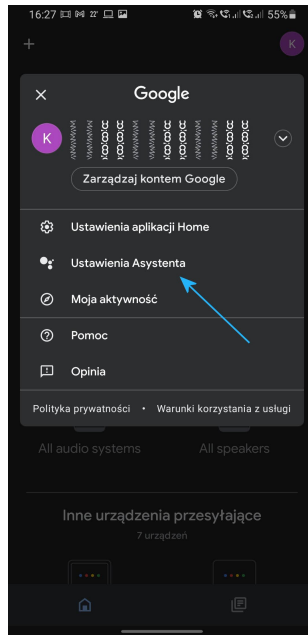 16:27 22° 55%
Google
K
K
Zarządzaj kontem Google
Ustawienia aplikacji Home
Ustawienia Asystenta
Moja aktywność
Pomoc
Opinia
Polityka prywatności • Warunki korzystania z usługi
All audio systems All speakers
Inne urządzenia przesyłające
7 urządzeń